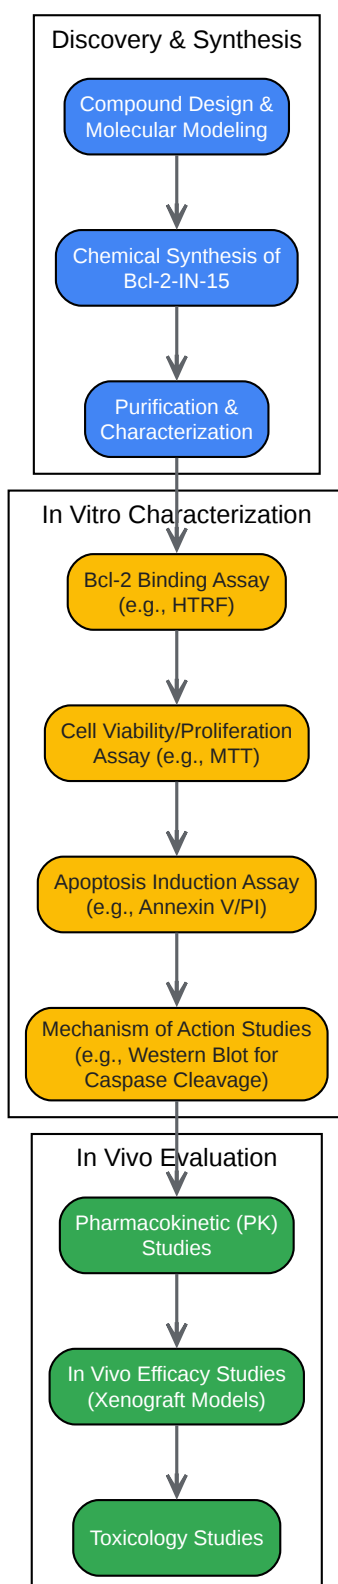 Discovery & Synthesis
Compound Design &
Molecular Modeling
Chemical Synthesis of
Bcl-2-IN-15
Purification &
Characterization
In Vitro Characterization
Bcl-2 Binding Assay
(e.g., HTRF)
Cell Viability/Proliferation
Assay (e.g., MTT)
Apoptosis Induction Assay
(e.g., Annexin V/PI)
Mechanism of Action Studies
(e.g., Western Blot for
Caspase Cleavage)
In Vivo Evaluation
Pharmacokinetic (PK)
Studies
In Vivo Efficacy Studies
(Xenograft Models)
Toxicology Studies